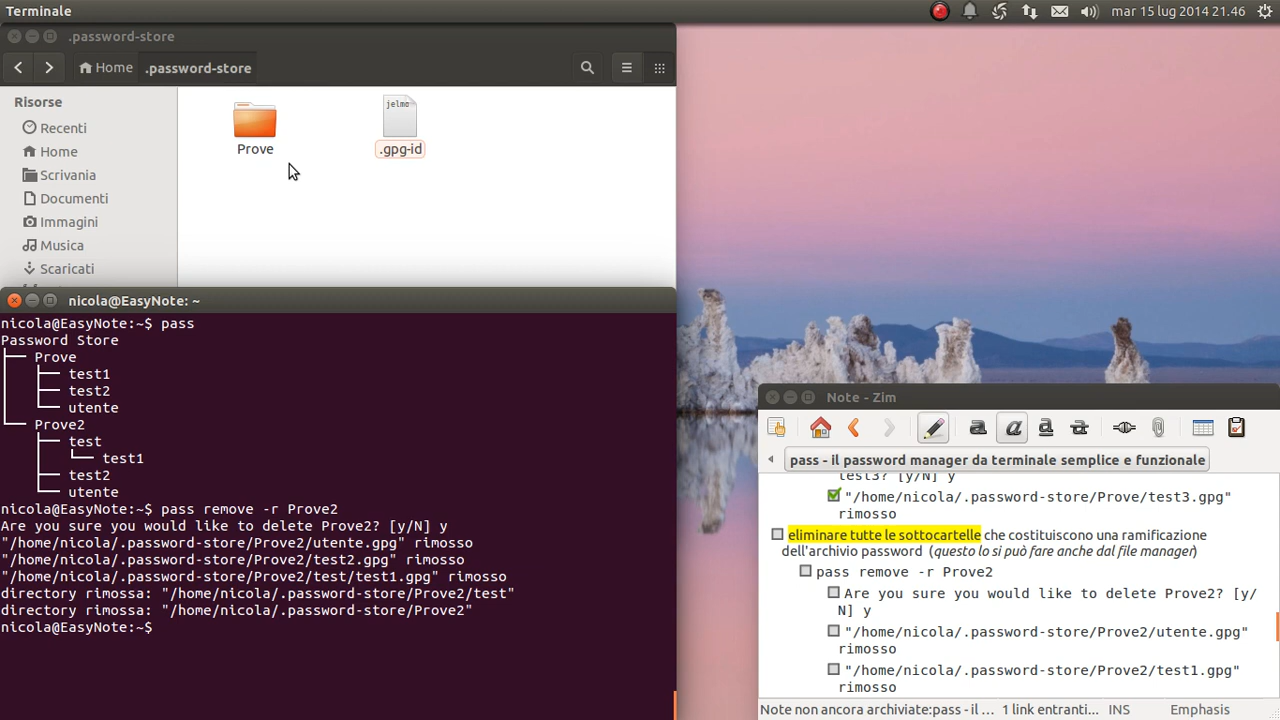 Terminale
mar 15 lug 2014 21.46
.password-store
Home
.password-store
Risorse
Recenti
Home
Scrivania
Documenti
Immagini
Musica
Scaricati
jelmo
Prove
.gpg-id
nicola@EasyNote: ~
nicola@EasyNote:~$ pass
Password Store
├── Prove
│   ├── test1
│   ├── test2
│   └── utente
└── Prove2
    ├── test
    │   └── test1
    ├── test2
    └── utente
nicola@EasyNote:~$ pass remove -r Prove2
Are you sure you would like to delete Prove2? [y/N] y
"/home/nicola/.password-store/Prove2/utente.gpg" rimosso
"/home/nicola/.password-store/Prove2/test2.gpg" rimosso
"/home/nicola/.password-store/Prove2/test/test1.gpg" rimosso
directory rimossa: "/home/nicola/.password-store/Prove2/test"
directory rimossa: "/home/nicola/.password-store/Prove2"
nicola@EasyNote:~$
Note - Zim
a a a a
pass - il password manager da terminale semplice e funzionale
test3? [y/N] y
"/home/nicola/.password-store/Prove/test3.gpg"
rimosso
eliminare tutte le sottocartelle che costituiscono una ramificazione
dell'archivio password (questo lo si può fare anche dal file manager)
pass remove -r Prove2
Are you sure you would like to delete Prove2? [y/
N] y
"/home/nicola/.password-store/Prove2/utente.gpg"
rimosso
"/home/nicola/.password-store/Prove2/test1.gpg"
rimosso
Note non ancora archiviate:pass - il ... 1 link entranti... INS Emphasis